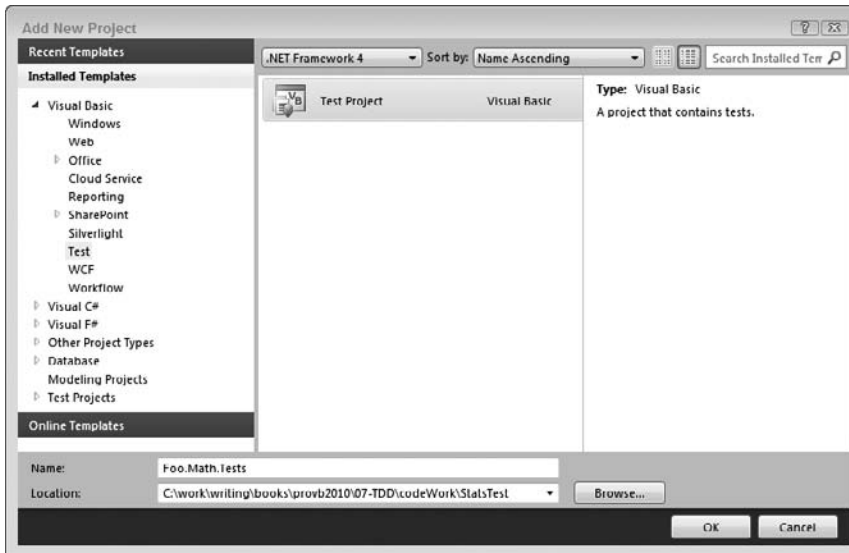 Add New Project
Recent Templates
.NET Framework 4
Sort by: Name Ascending
Search Installed Tem
Installed Templates
Visual Basic
Windows
Web
Office
Cloud Service
Reporting
SharePoint
Silverlight
Test
WCF
Workflow
Visual C#
Visual F#
Other Project Types
Database
Modeling Projects
Test Projects
Online Templates
VB
Test Project
Visual Basic
Type: Visual Basic
A project that contains tests.
Name:
Foo.Math.Tests
Location:
C:\work\writing\books\provb2010\07-TDD\codeWork\StatsTest
Browse...
OK
Cancel